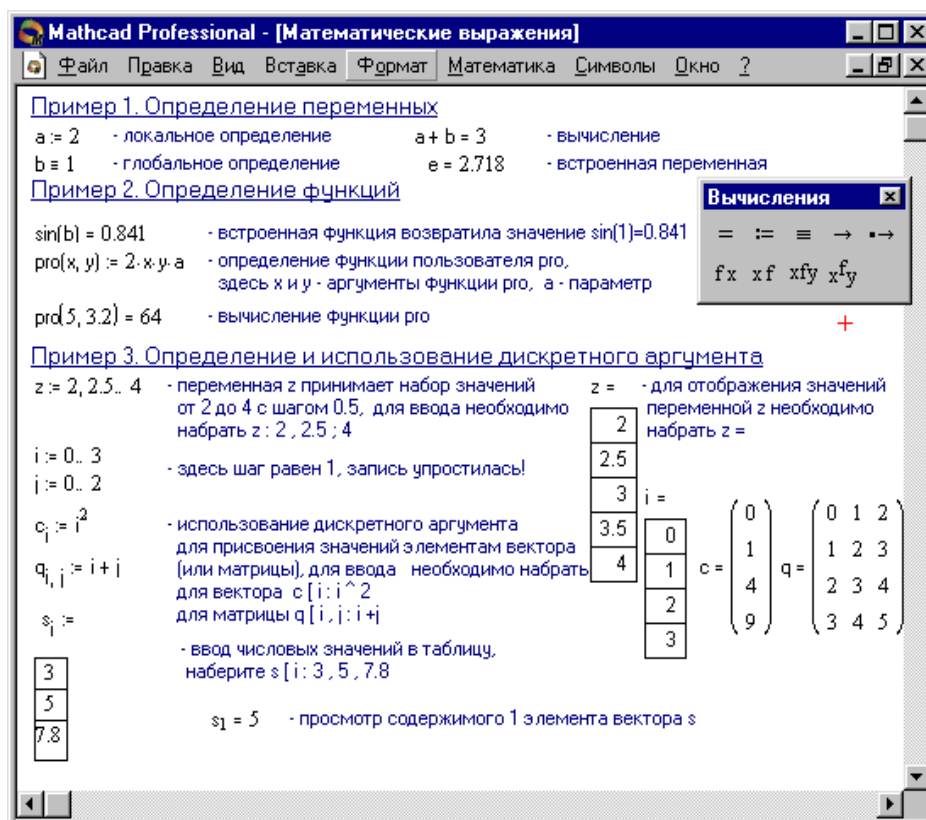 Mathcad Professional - [Математические выражения]
Файл Правка Вид Вставка Формат Математика Символы Окно ?
Пример 1. Определение переменных
a := 2 - локальное определение a + b = 3 - вычисление
b ≡ 1 - глобальное определение e = 2.718 - встроенная переменная
Пример 2. Определение функций
Вычисления
sin(b) = 0.841 - встроенная функция возвратила значение sin(1)=0.841
= := ≡ → ▪→
pro(x, y) := 2·x·y·a - определение функции пользователя pro,
здесь x и y - аргументы функции pro, a - параметр
fx xf xfy xfy
pro(5, 3.2) = 64 - вычисление функции pro
Пример 3. Определение и использование дискретного аргумента
z := 2, 2.5.. 4 - переменная z принимает набор значений
от 2 до 4 с шагом 0.5, для ввода необходимо
набрать z : 2 , 2.5 ; 4
z = - для отображения значений
переменной z необходимо
набрать z =
2
2.5
3
3.5
4
i := 0.. 3
j := 0.. 2
- здесь шаг равен 1, запись упростилась!
i =
0
1
2
3
c_i := i^2
q_i, j := i + j
- использование дискретного аргумента
для присвоения значений элементам вектора
(или матрицы), для ввода необходимо набрать
для вектора c [ i : i ^ 2
для матрицы q [ i , j : i +j
c =
0
1
4
9
q =
0 1 2
1 2 3
2 3 4
3 4 5
s_j :=
3
5
7.8
- ввод числовых значений в таблицу,
наберите s [ i : 3 , 5 , 7.8
s_1 = 5 - просмотр содержимого 1 элемента вектора s